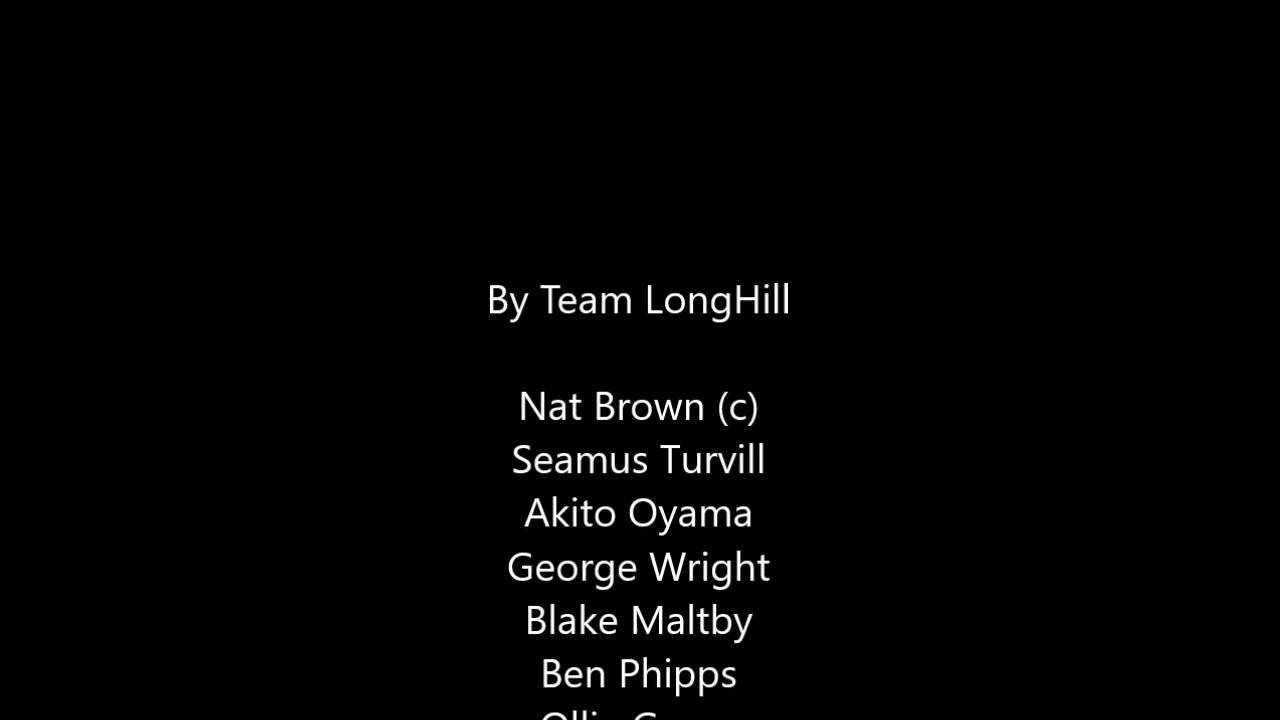 By Team LongHill
Nat Brown (c)
Seamus Turvill
Akito Oyama
George Wright
Blake Maltby
Ben Phipps